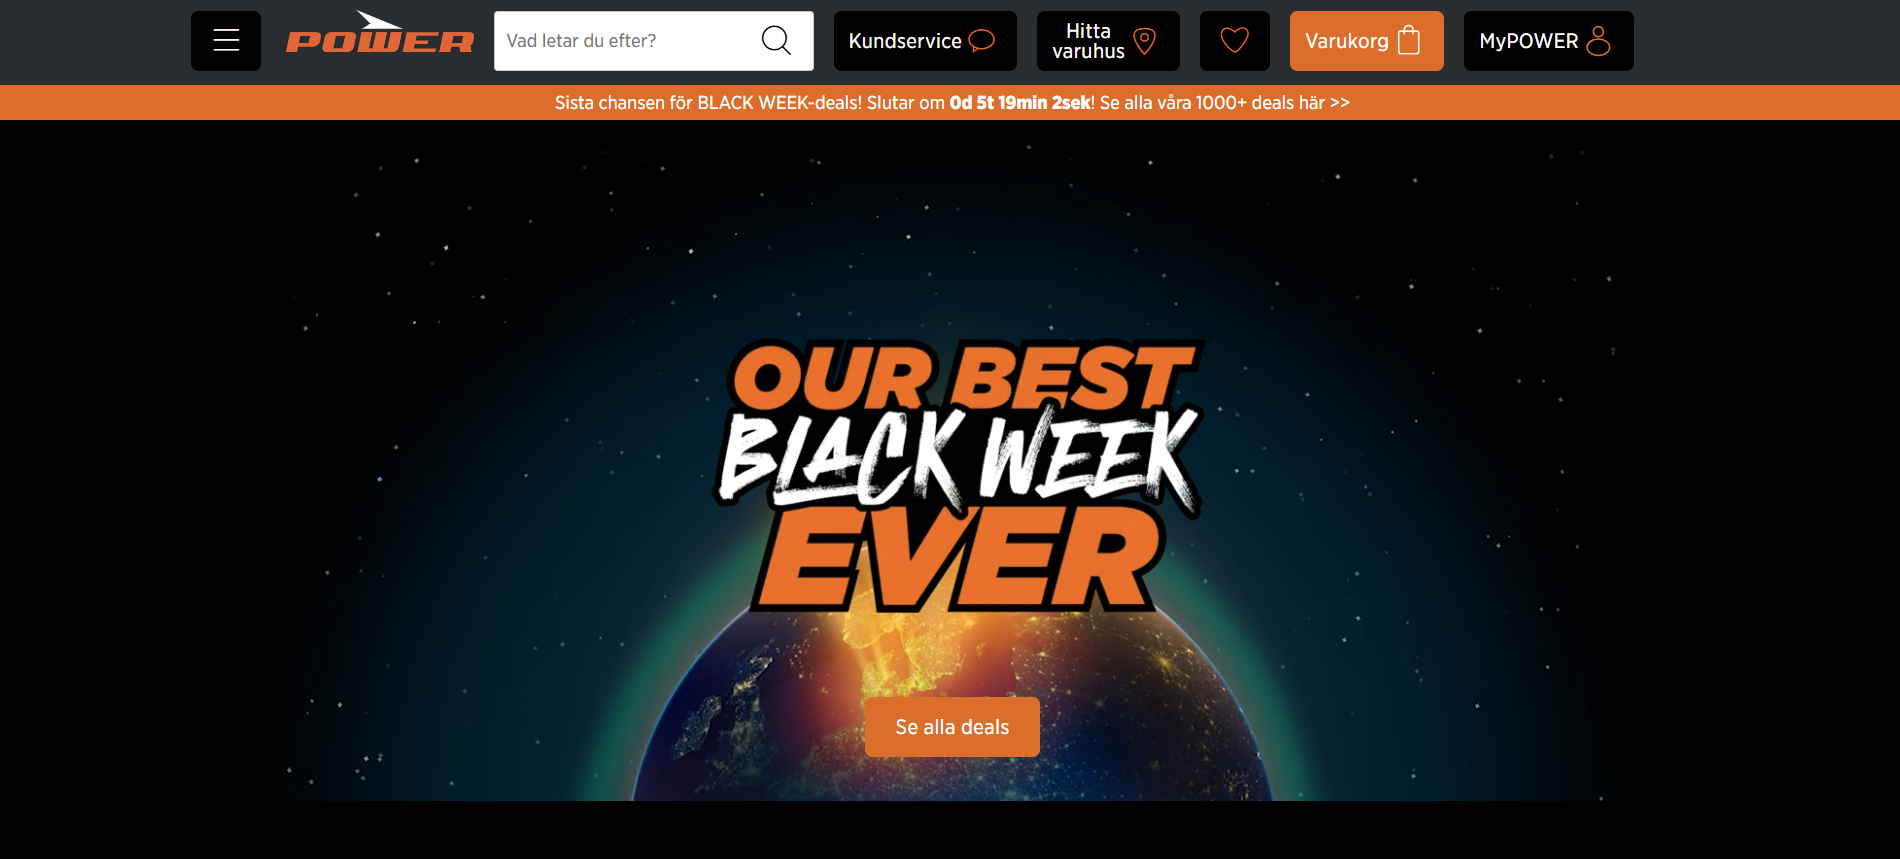 POWER
Vad letar du efter?
Kundservice
Hitta
varuhus
Varukorg
MyPOWER
Sista chansen för BLACK WEEK-deals! Slutar om 0d 5t 19min 2sek! Se alla våra 1000+ deals här >>
OUR BEST
BLACK WEEK
EVER
Se alla deals